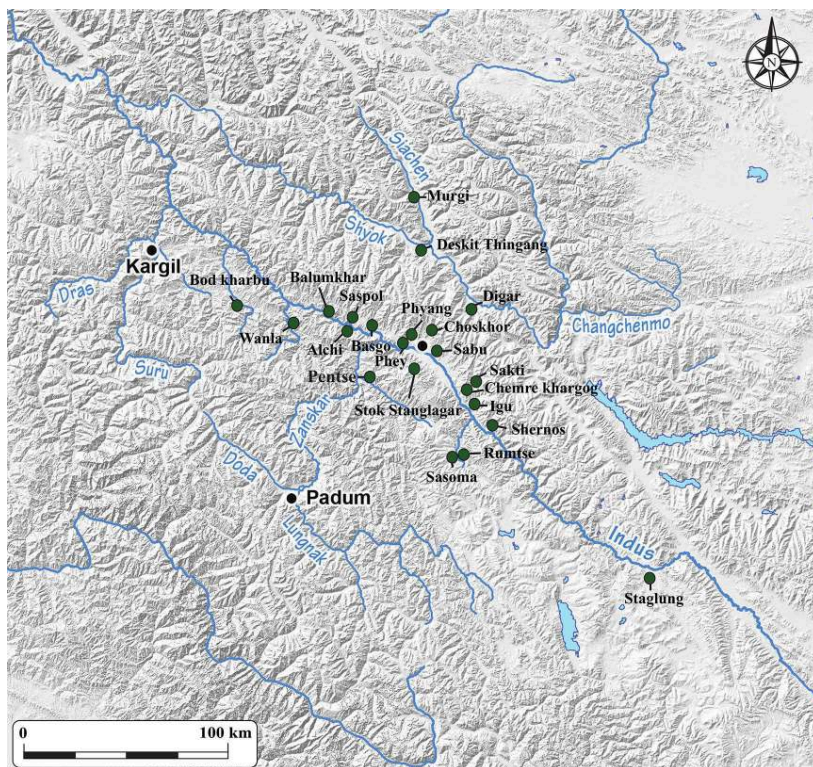 N
Siachen
Murgi
Shyok
Deskit Thingang
Kargil
Bod kharbu
Balumkhar
Saspol
Digar
Dras
Phyang
Choskhor
Changchenmo
Wanla
Alchi
Basgo
Phey
Sabu
Suru
Pentse
Sakti
Chemre khargog
Stok Stanglagar
Igu
Zanskar
Shernos
Doda
Rumtse
Sasoma
Padum
Lungnak
Indus
Staglung
0 100 km